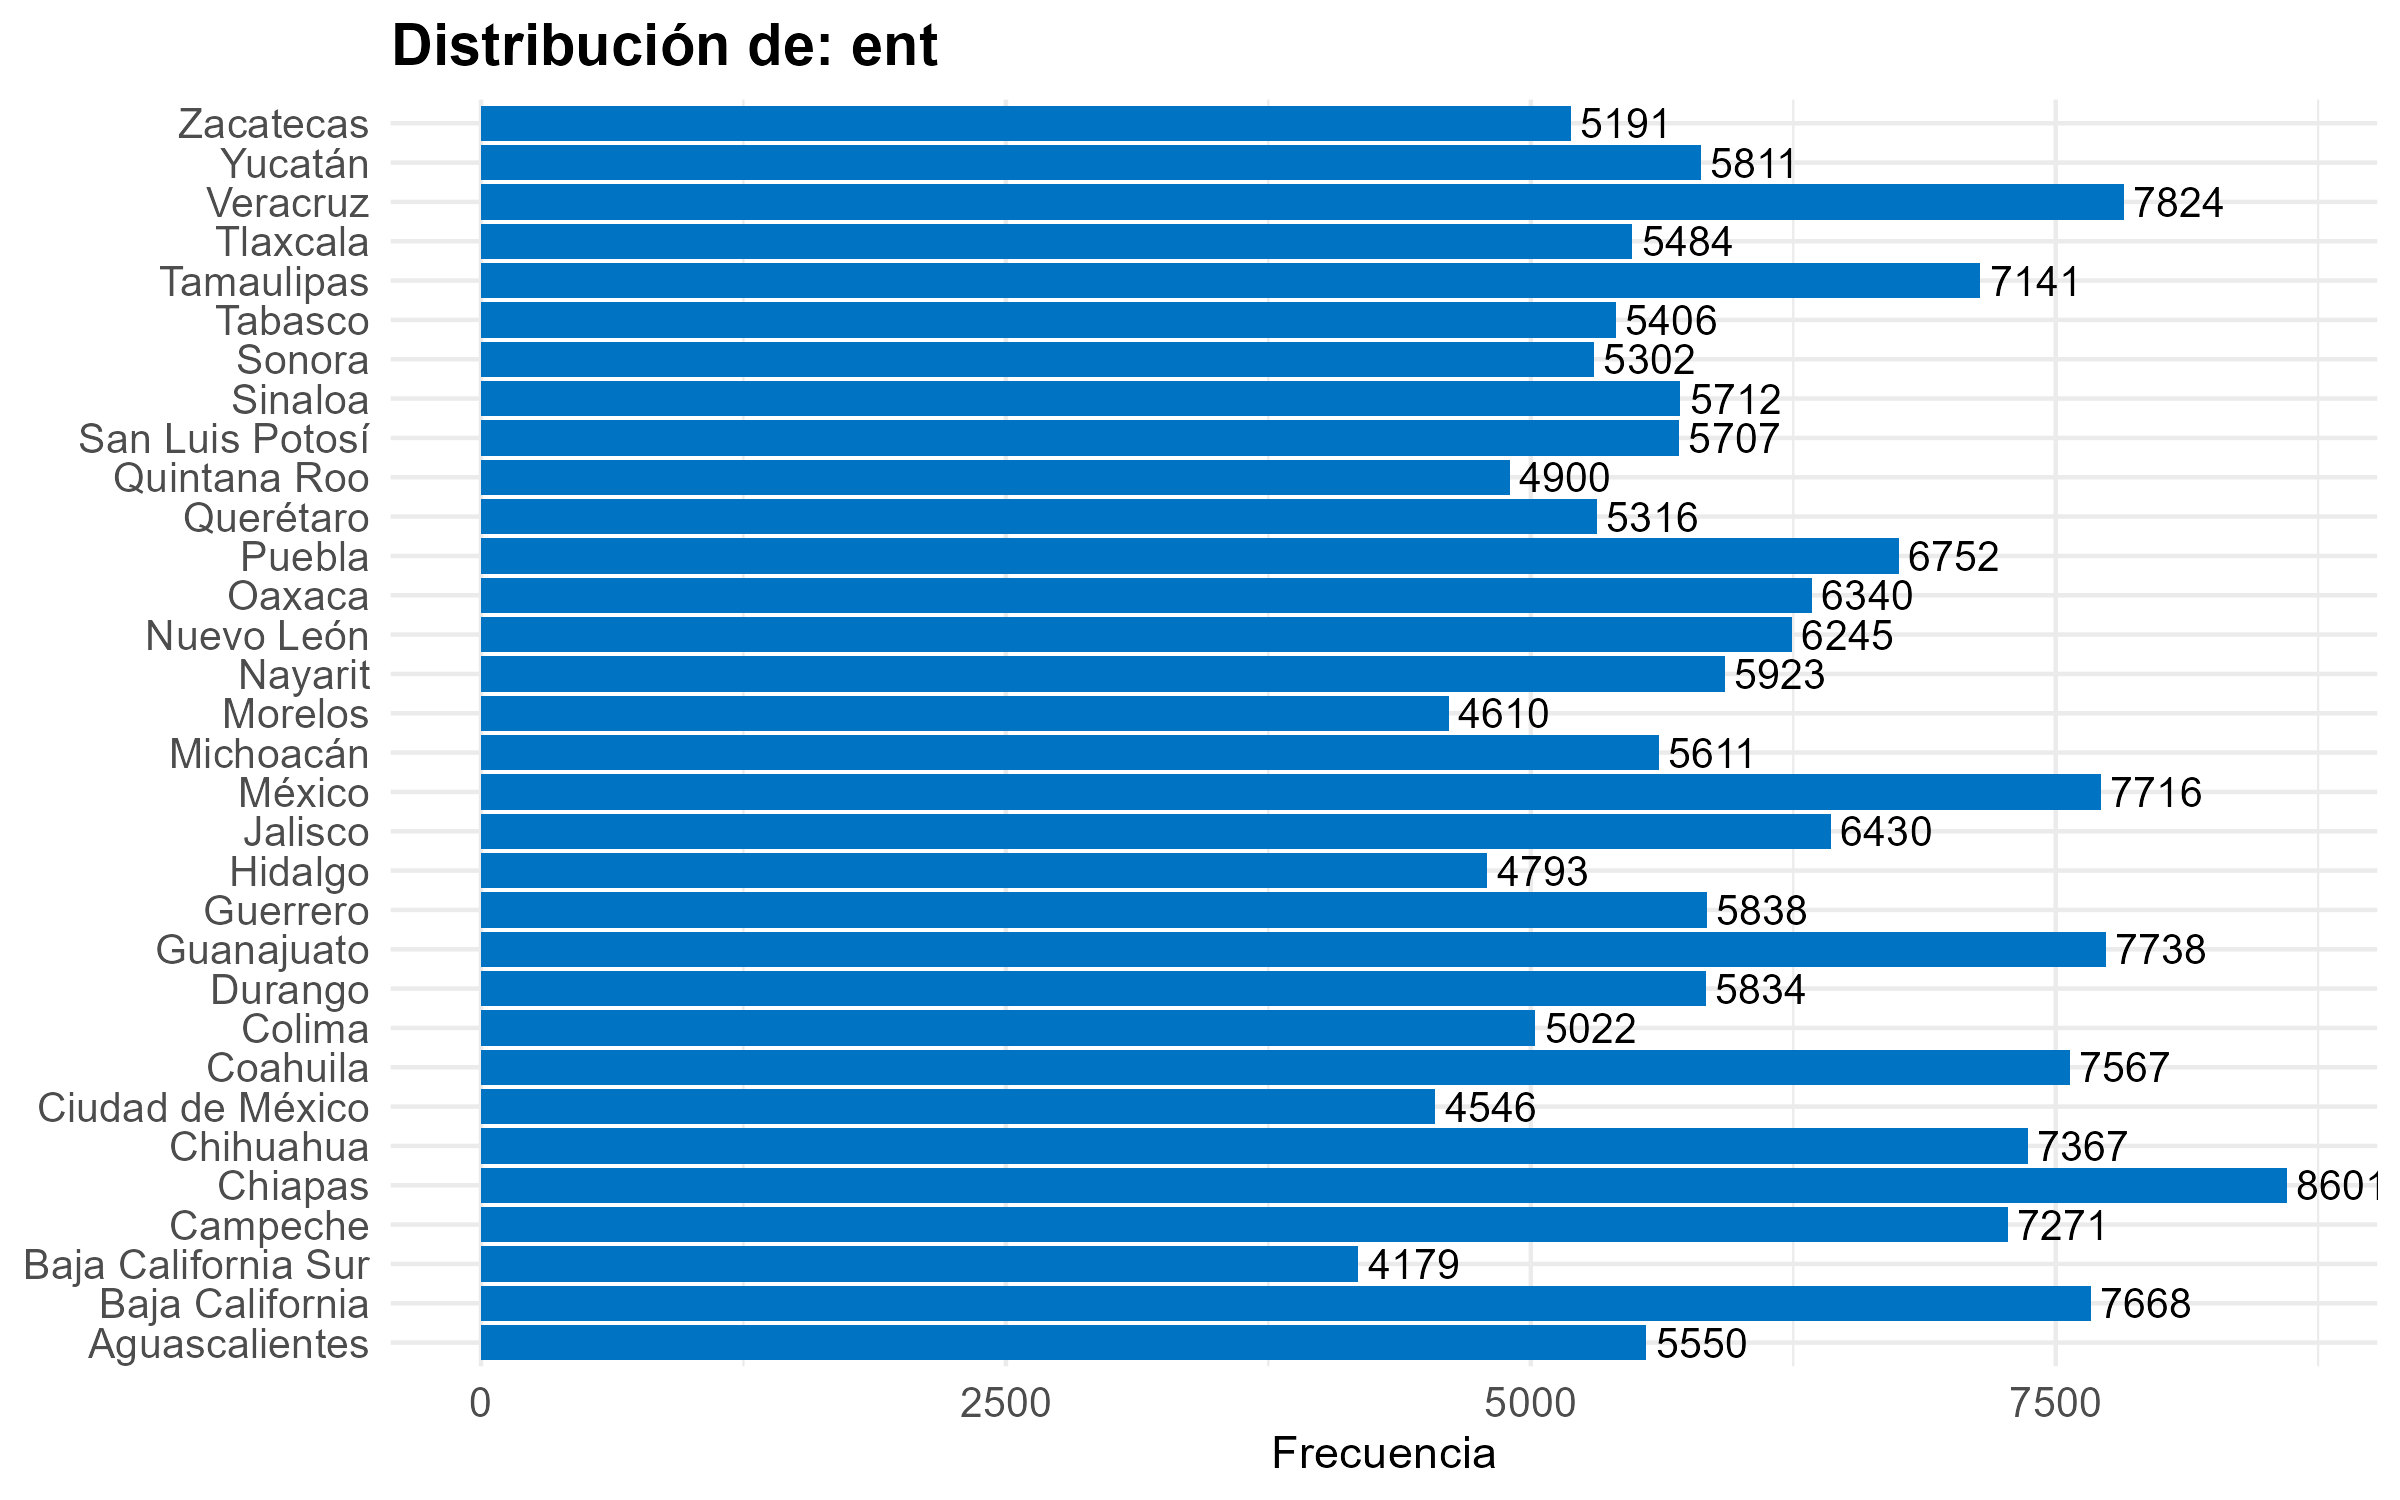 Distribución de: ent
Zacatecas 5191
Yucatán 5811
Veracruz 7824
Tlaxcala 5484
Tamaulipas 7141
Tabasco 5406
Sonora 5302
Sinaloa 5712
San Luis Potosí 5707
Quintana Roo 4900
Querétaro 5316
Puebla 6752
Oaxaca 6340
Nuevo León 6245
Nayarit 5923
Morelos 4610
Michoacán 5611
México 7716
Jalisco 6430
Hidalgo 4793
Guerrero 5838
Guanajuato 7738
Durango 5834
Colima 5022
Coahuila 7567
Ciudad de México 4546
Chihuahua 7367
Chiapas 8601
Campeche 7271
Baja California Sur 4179
Baja California 7668
Aguascalientes 5550
0 2500 5000 7500
Frecuencia